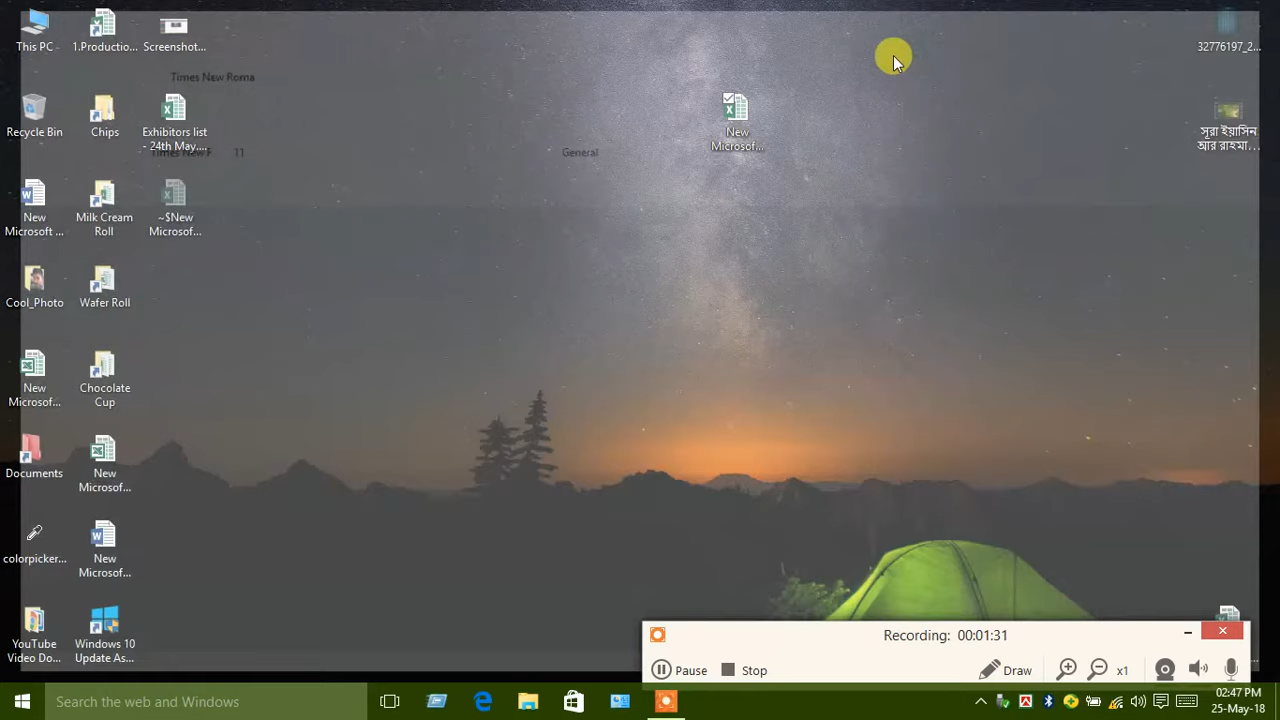 This PC
1.Productio...
Screenshot...
32776197_2...
Times New Roma
Recycle Bin
Chips
Exhibitors list
- 24th May....
Times New F
11
General
New
Microsof...
সূরা ইয়াসিন
আর রাহমা...
New
Microsoft ...
Milk Cream
Roll
~$New
Microsof...
Cool_Photo
Wafer Roll
New
Microsof...
Chocolate
Cup
Documents
New
Microsof...
colorpicker...
New
Microsof...
YouTube
Video Do...
Windows 10
Update As...
Recording: 00:01:31
Pause
Stop
Draw
x1
Search the web and Windows
02:47 PM
25-May-18